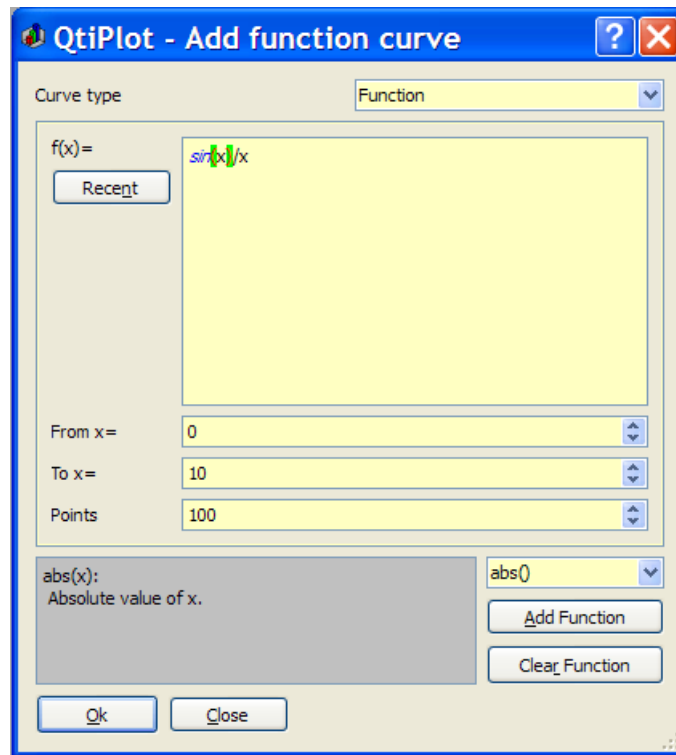 QtiPlot - Add function curve
Curve type Function
f(x)= sin(x)/x
Recent
From x= 0
To x= 10
Points 100
abs(x):
Absolute value of x.
abs()
Add Function
Clear Function
Ok Close